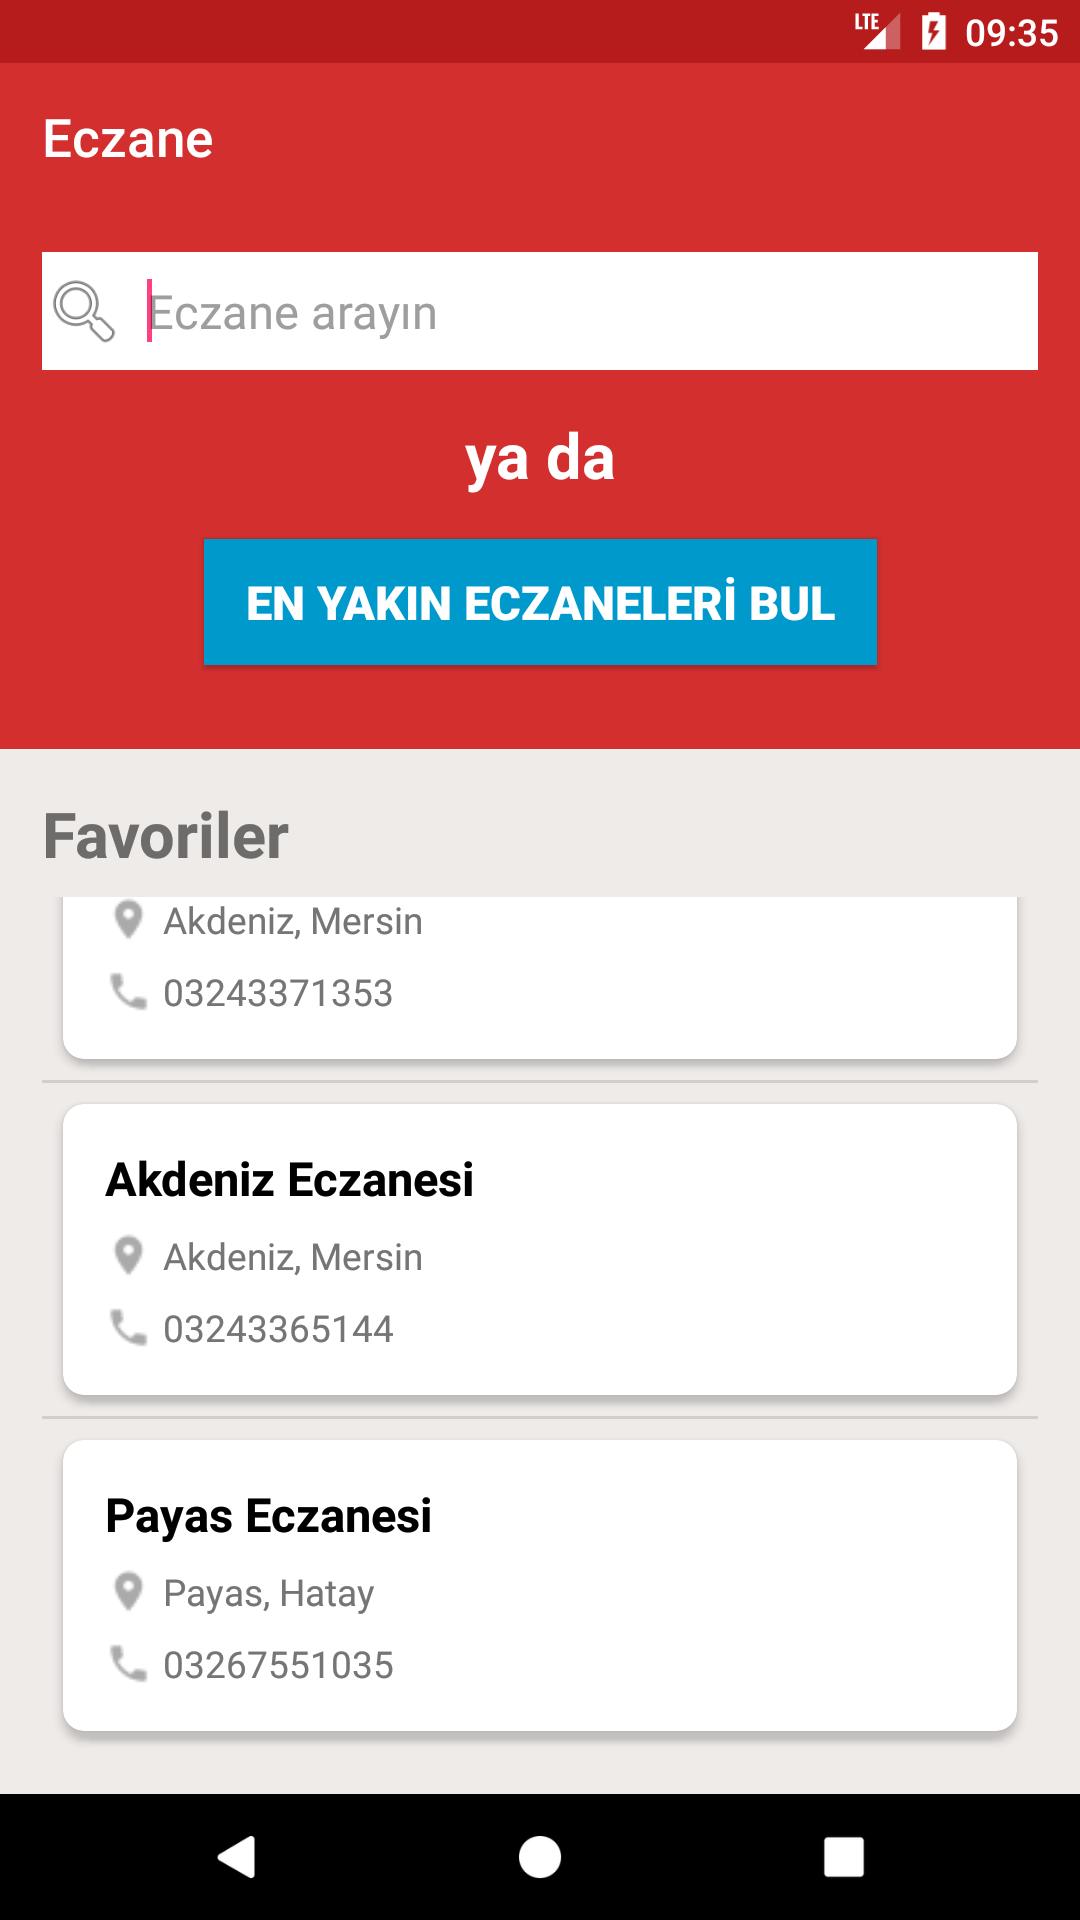 LTE 09:35
Eczane
Eczane arayın
ya da
EN YAKIN ECZANELERİ BUL
Favoriler
Akdeniz, Mersin
03243371353
Akdeniz Eczanesi
Akdeniz, Mersin
03243365144
Payas Eczanesi
Payas, Hatay
03267551035